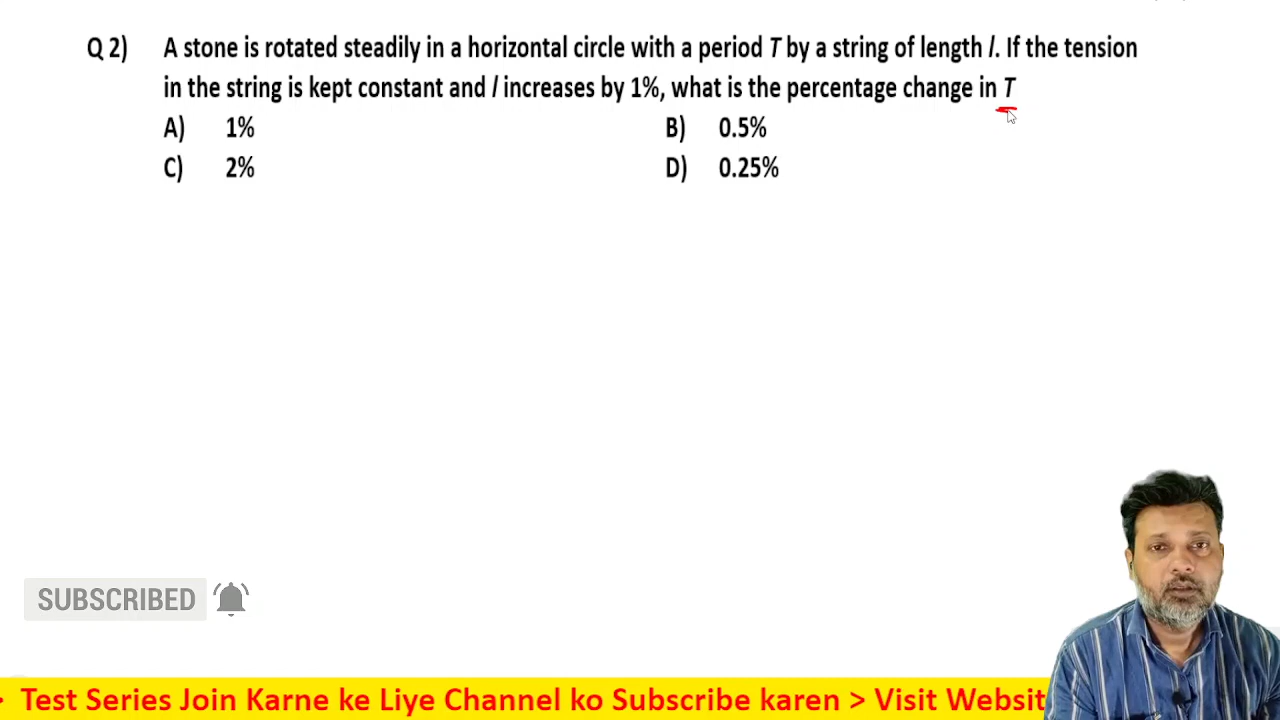 Q 2) A stone is rotated steadily in a horizontal circle with a period T by a string of length l. If the tension
in the string is kept constant and l increases by 1%, what is the percentage change in T
A) 1% B) 0.5%
C) 2% D) 0.25%
SUBSCRIBED
Test Series Join Karne ke Liye Channel ko Subscribe karen > Visit Websit